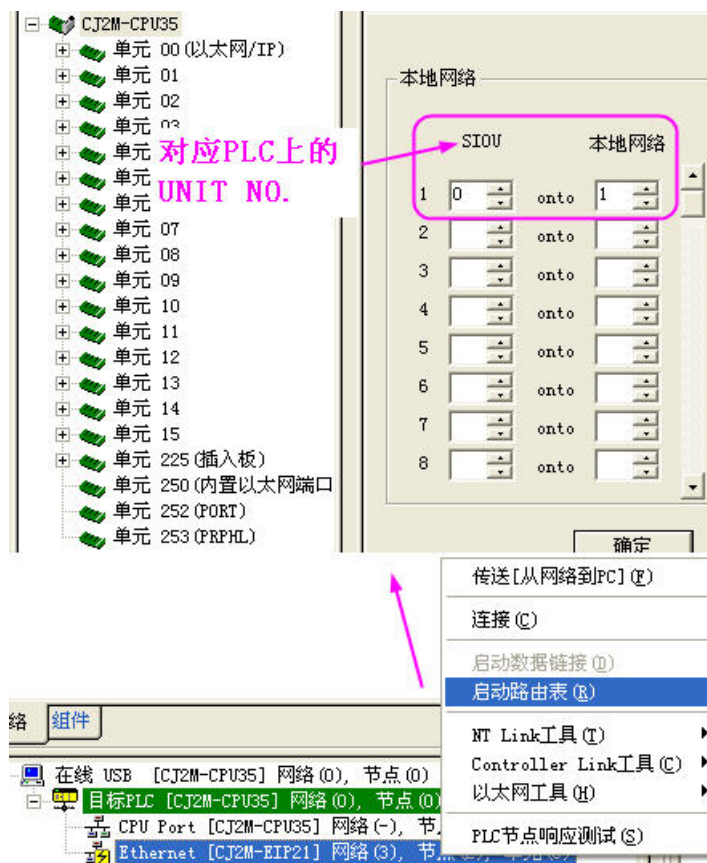 CJ2M-CPU35
单元 00(以太网/IP)
单元 01
单元 02
单元
单元
单元
单元
单元 07
单元 08
单元 09
单元 10
单元 11
单元 12
单元 13
单元 14
单元 15
单元 225(插入板)
单元 250(内置以太网端口
单元 252(PORT)
单元 253(PRPHL)
对应PLC上的
UNIT NO.
本地网络
SIOU 本地网络
1 0 onto 1
2 onto
3 onto
4 onto
5 onto
6 onto
7 onto
8 onto
确定
传送[从网络到PC](F)
连接(C)
启动数据链接(D)
启动路由表(R)
NT Link工具(T)
Controller Link工具(C)
以太网工具(H)
PLC节点响应测试(S)
络 组件
在线 USB [CJ2M-CPU35] 网络(0), 节点(0)
目标PLC [CJ2M-CPU35] 网络(0), 节点(0)
CPU Port [CJ2M-CPU35] 网络(-), 节
Ethernet [CJ2M-EIP21] 网络(3), 节